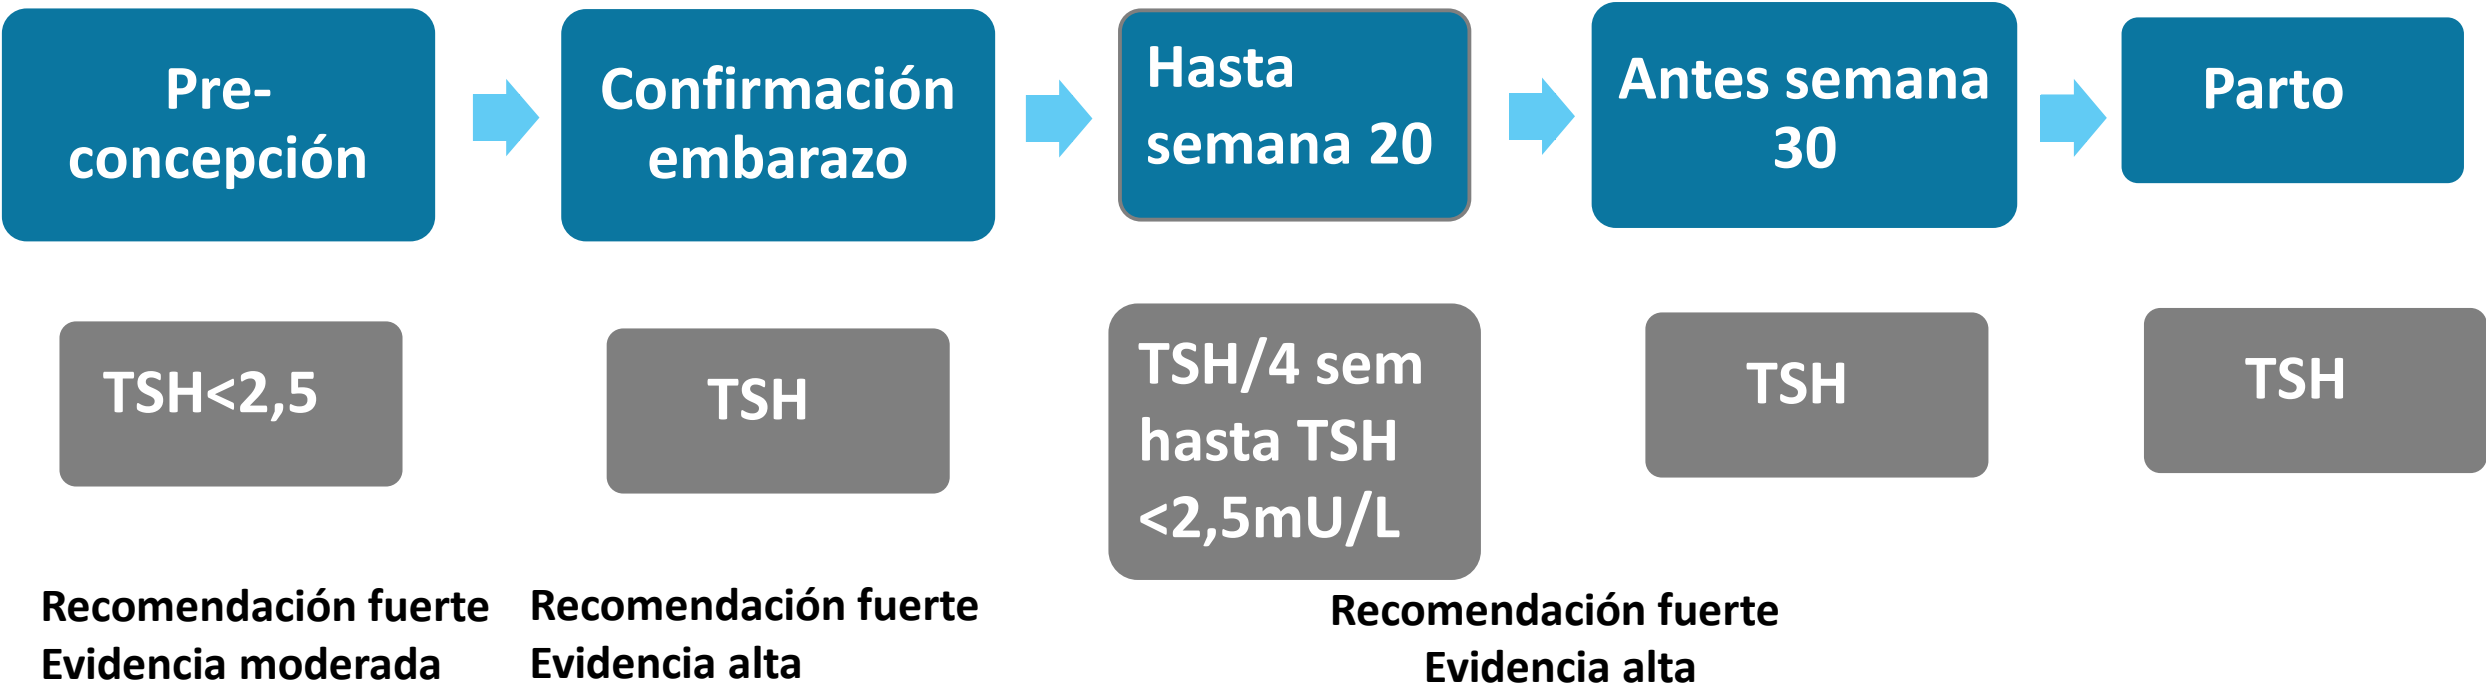 Pre-
concepción
Confirmación
embarazo
Hasta
semana 20
Antes semana
30
Parto
TSH<2,5
TSH
TSH/4 sem
hasta TSH
<2,5mU/L
TSH
TSH
Recomendación fuerte
Evidencia moderada
Recomendación fuerte
Evidencia alta
Recomendación fuerte
Evidencia alta